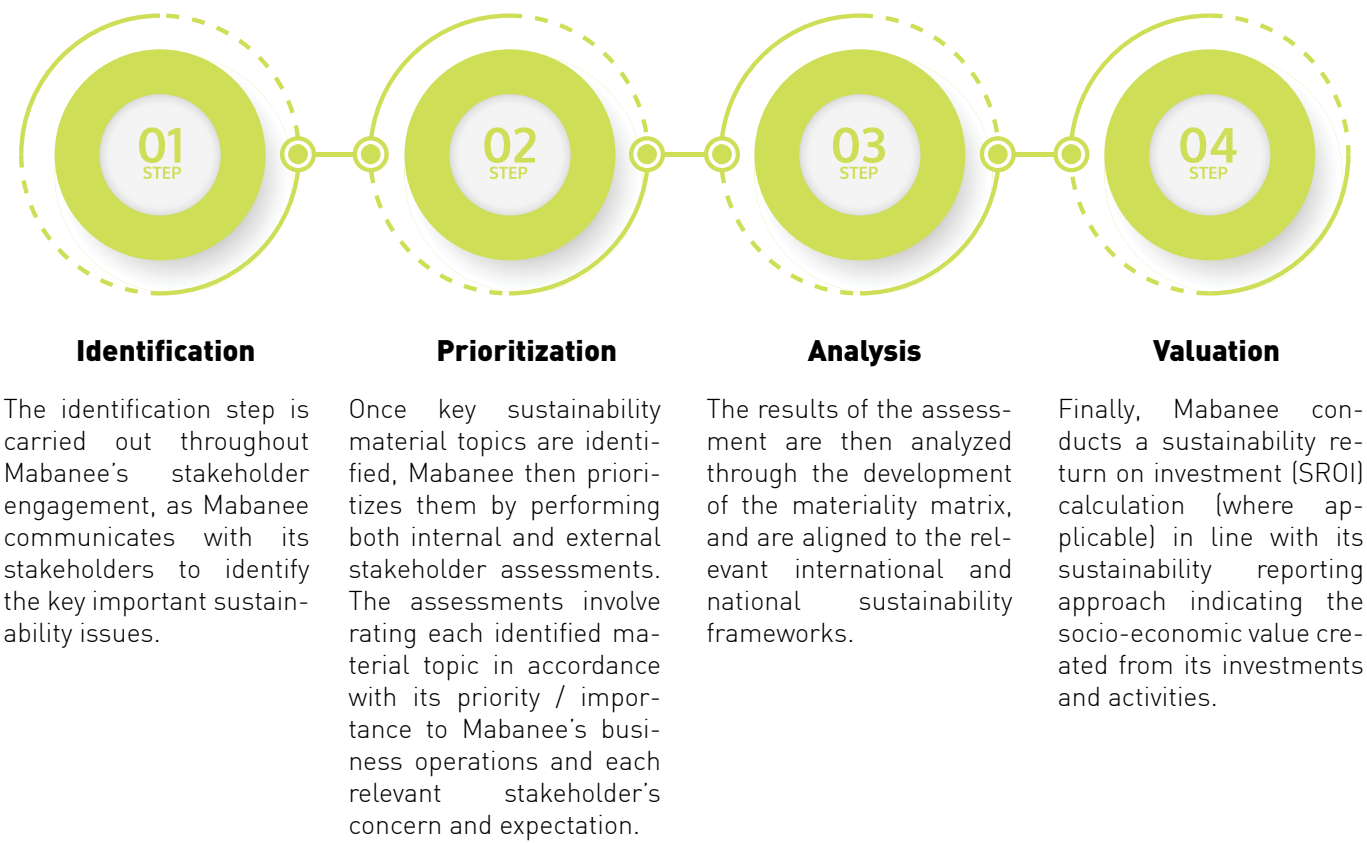 01
STEP
02
STEP
03
STEP
04
STEP
Identification
The identification step is
carried out throughout
Mabanee's stakeholder
engagement, as Mabanee
communicates with its
stakeholders to identify
the key important sustain-
ability issues.
Prioritization
Once key sustainability
material topics are identi-
fied, Mabanee then priori-
tizes them by performing
both internal and external
stakeholder assessments.
The assessments involve
rating each identified ma-
terial topic in accordance
with its priority / impor-
tance to Mabanee's busi-
ness operations and each
relevant stakeholder's
concern and expectation.
Analysis
The results of the assess-
ment are then analyzed
through the development
of the materiality matrix,
and are aligned to the rel-
evant international and
national sustainability
frameworks.
Valuation
Finally, Mabanee con-
ducts a sustainability re-
turn on investment (SROI)
calculation (where ap-
plicable) in line with its
sustainability reporting
approach indicating the
socio-economic value cre-
ated from its investments
and activities.